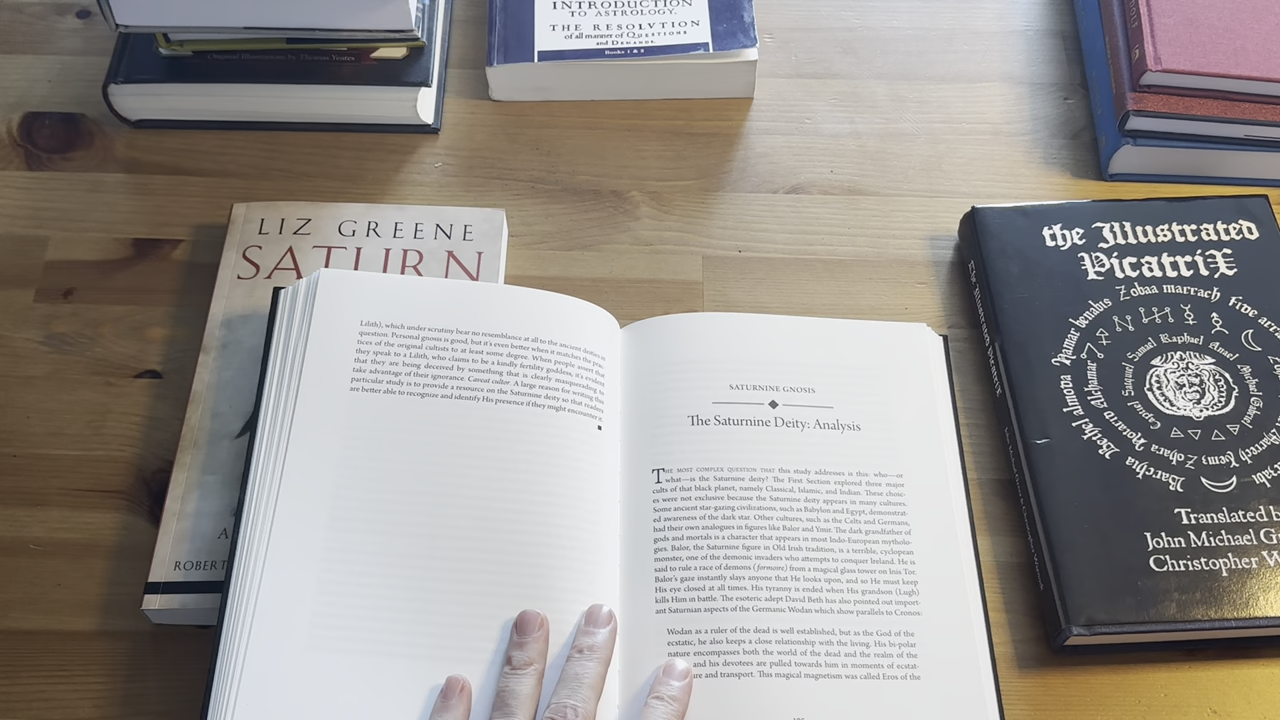 Original Illustrations by Thomas Yeates
INTRODUCTION
TO ASTROLOGY.
THE RESOLVTION
of all manner of QUESTIONS
and DEMANDS.
Books 1 & 2
LIZ GREENE
SATURN
A
ROBERT
Lilith), which under scrutiny bear no resemblance at all to the ancient deities in
question. Personal gnosis is good, but it's even better when it matches the prac-
tices of the original cultists to at least some degree. When people assert that
they speak to a Lilith, who claims to be a kindly fertility goddess, it's evident
that they are being deceived by something that is clearly masquerading to
take advantage of their ignorance. Caveat cultor. A large reason for writing this
particular study is to provide a resource on the Saturnine deity so that readers
are better able to recognize and identify His presence if they might encounter it.
SATURNINE GNOSIS
The Saturnine Deity: Analysis
THE MOST COMPLEX QUESTION THAT this study addresses is this: who—or
what—is the Saturnine deity? The First Section explored three major
cults of that black planet, namely Classical, Islamic, and Indian. These choic-
es were not exclusive because the Saturnine deity appears in many cultures.
Some ancient star-gazing civilizations, such as Babylon and Egypt, demonstrat-
ed awareness of the dark star. Other cultures, such as the Celts and Germans,
had their own analogues in figures like Balor and Ymir. The dark grandfather of
gods and mortals is a character that appears in most Indo-European mytholo-
gies. Balor, the Saturnine figure in Old Irish tradition, is a terrible, cyclopean
monster, one of the demonic invaders who attempts to conquer Ireland. He is
said to rule a race of demons (fomoire) from a magical glass tower on Inis Tor.
Balor's gaze instantly slays anyone that He looks upon, and so He must keep
His eye closed at all times. His tyranny is ended when His grandson (Lugh)
kills Him in battle. The esoteric adept David Beth has also pointed out import-
ant Saturnian aspects of the Germanic Wodan which show parallels to Cronos:
Wodan as a ruler of the dead is well established, but as the God of the
ecstatic, he also keeps a close relationship with the living. His bi-polar
nature encompasses both the world of the dead and the realm of the
and his devotees are pulled towards him in moments of ecstat-
ure and transport. This magical magnetism was called Eros of the
the Illustrated
Picatrix
Zobaa marrach
Five
Hamar benabis
Bethel almoda
Barchia
Samuel Raphael Anael
Translated b
John Michael G
Christopher W
The Illustrated Picatrix